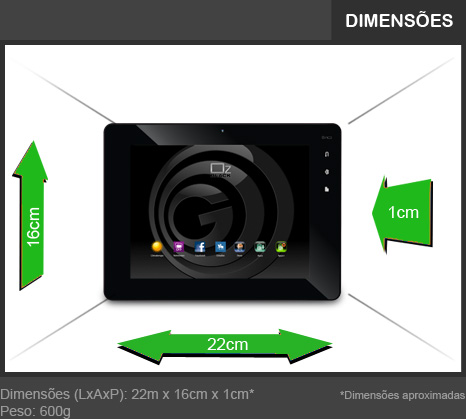 DIMENSÕES
16cm
1cm
22cm
Dimensões (LxAxP): 22m x 16cm x 1cm*
*Dimensões aproximadas
Peso: 600g